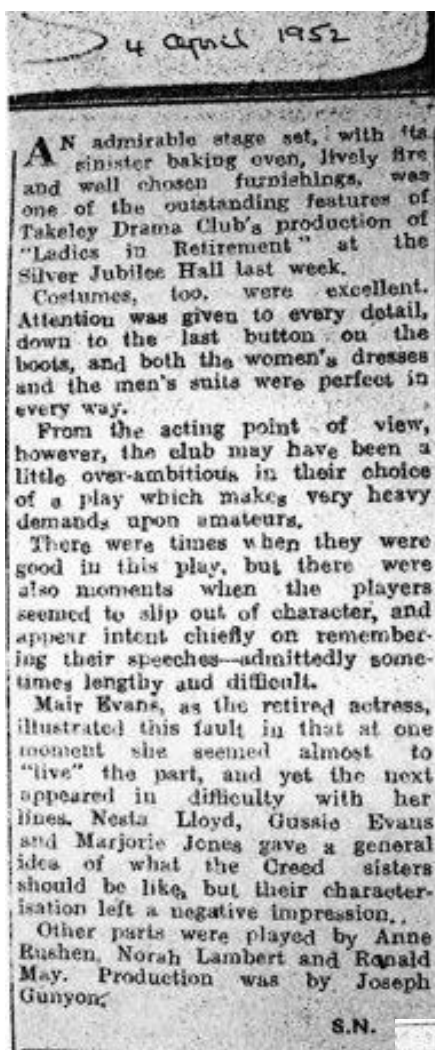 4 April 1952
AN admirable stage set, with its
sinister baking oven, lively fire
and well chosen furnishings, was
one of the outstanding features of
Takeley Drama Club's production of
"Ladies in Retirement" at the
Silver Jubilee Hall last week.
Costumes, too, were excellent.
Attention was given to every detail,
down to the last button on the
boots, and both the women's dresses
and the men's suits were perfect in
every way.
From the acting point of view,
however, the club may have been a
little over-ambitious in their choice
of a play which makes very heavy
demands upon amateurs.
There were times when they were
good in this play, but there were
also moments when the players
seemed to slip out of character, and
appear intent chiefly on remember-
ing their speeches—admittedly some-
times lengthy and difficult.
Mair Evans, as the retired actress,
illustrated this fault in that at one
moment she seemed almost to
"live" the part, and yet the next
appeared in difficulty with her
lines. Nesta Lloyd, Gussie Evans
and Marjorie Jones gave a general
idea of what the Creed sisters
should be like, but their character-
isation left a negative impression.
Other parts were played by Anne
Rushen, Norah Lambert and Ronald
May. Production was by Joseph
Gunyon.
S.N.